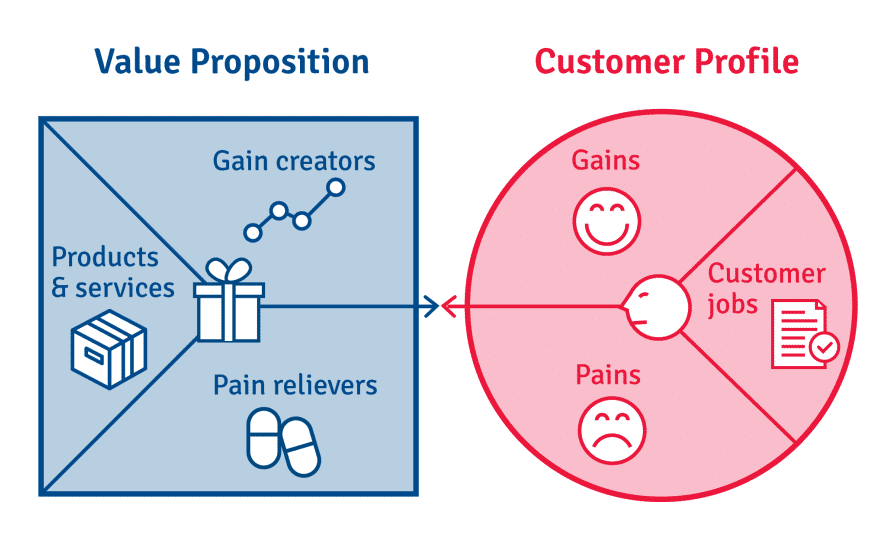 Value Proposition
Customer Profile
Gain creators
Products
& services
Pain relievers
Gains
Customer
jobs
Pains